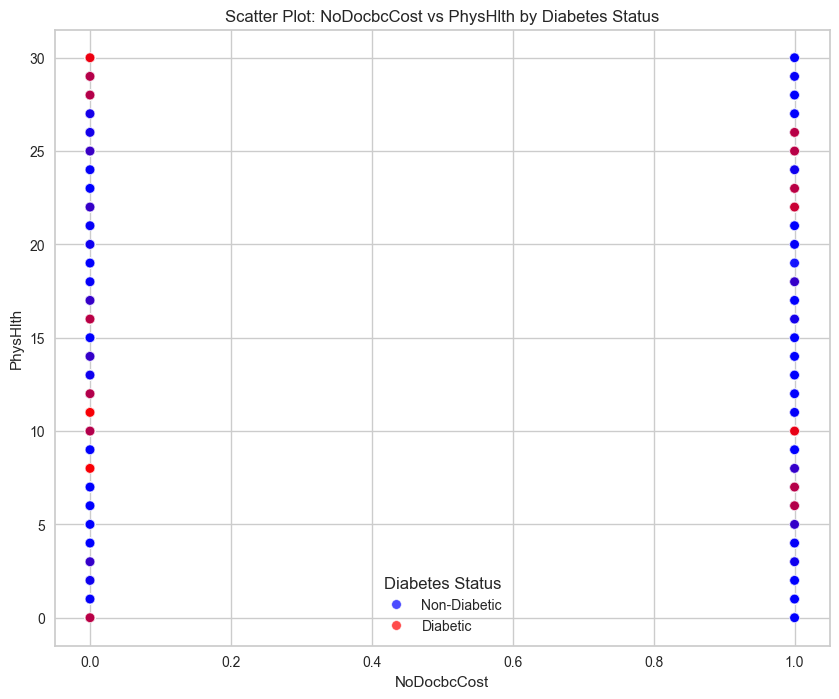 Scatter Plot: NoDocbcCost vs PhysHlth by Diabetes Status
30
25
20
15
10
5
0
PhysHlth
Diabetes Status
Non-Diabetic
Diabetic
0.0 0.2 0.4 0.6 0.8 1.0
NoDocbcCost